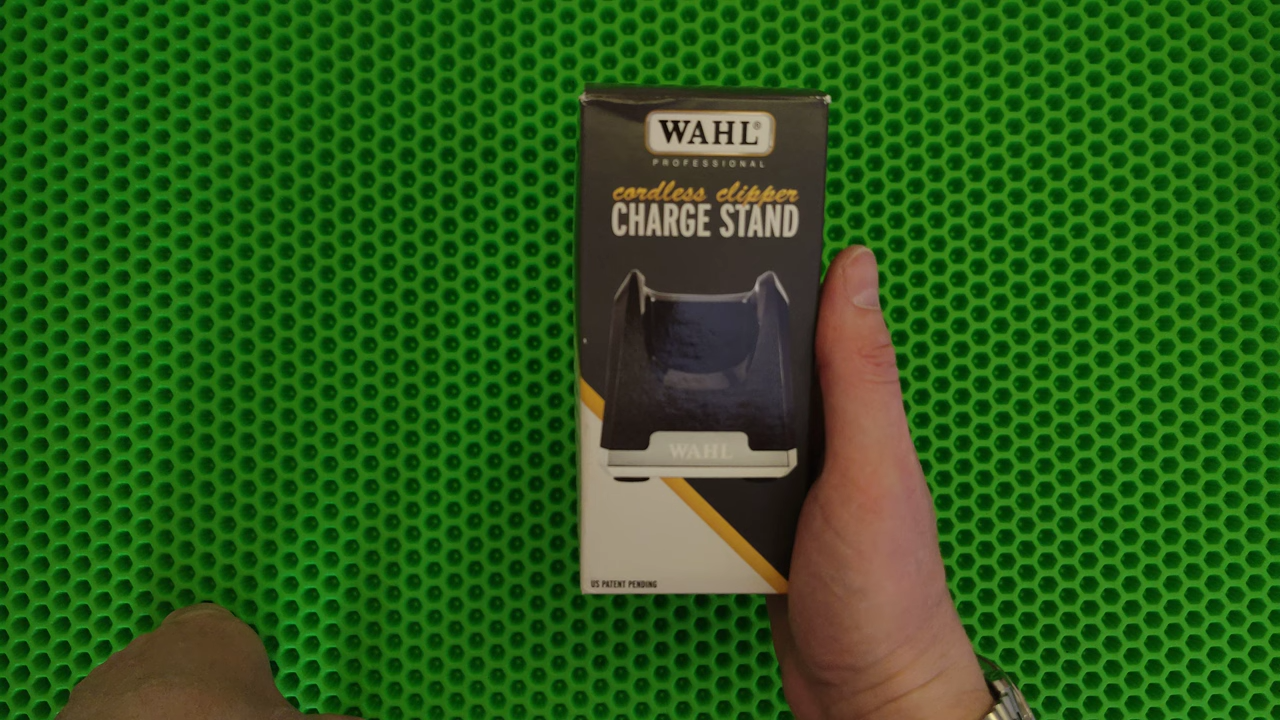 WAHL®
PROFESSIONAL
cordless clipper
CHARGE STAND
WAHL
US PATENT PENDING